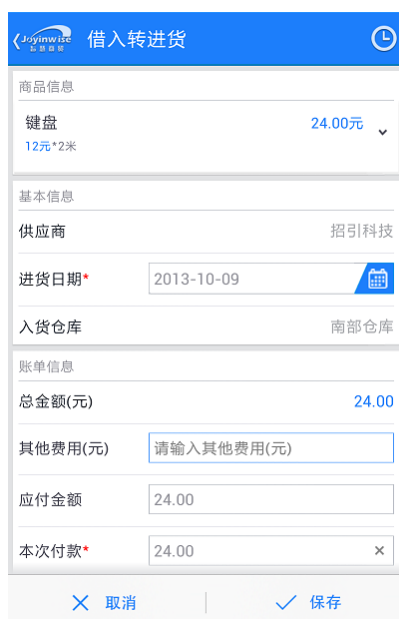 Joyinwise
借入转进货
商品信息
键盘
24.00元
12元*2米
基本信息
供应商 招引科技
进货日期* 2013-10-09
入货仓库 南部仓库
账单信息
总金额(元) 24.00
其他费用(元) 请输入其他费用(元)
应付金额 24.00
本次付款* 24.00 ×
取消 保存